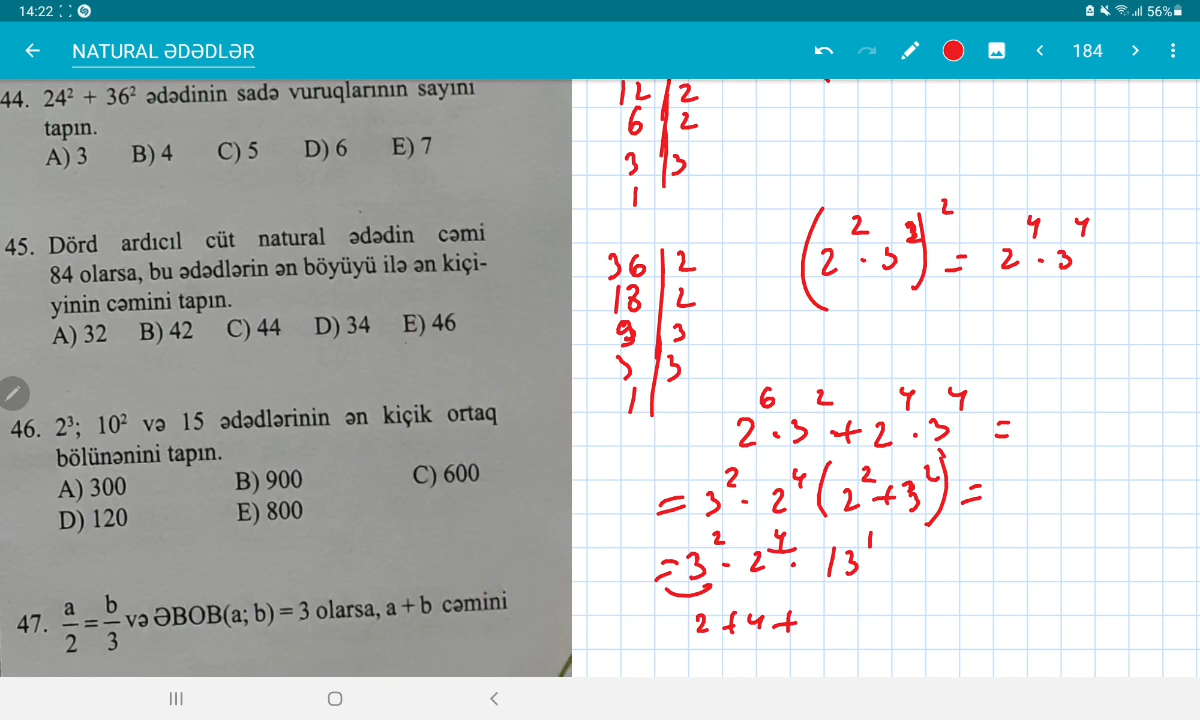 14:22
56%
NATURAL ƏDƏDLƏR
184
44. 24² + 36² ədədinin sadə vuruqlarının sayını
tapın.
A) 3 B) 4 C) 5 D) 6 E) 7
45. Dörd ardıcıl cüt natural ədədin cəmi
84 olarsa, bu ədədlərin ən böyüyü ilə ən kiçi-
yinin cəmini tapın.
A) 32 B) 42 C) 44 D) 34 E) 46
46. 2³; 10² və 15 ədədlərinin ən kiçik ortaq
bölünənini tapın.
A) 300 B) 900 C) 600
D) 120 E) 800
47. a/2 = b/3 və ƏBOB(a; b) = 3 olarsa, a + b cəmini
12 | 2
6 | 2
3 | 3
1
36 | 2
18 | 2
9 | 3
3 | 3
1
(2² · 3²)² = 2⁴ · 3⁴
2⁶ · 3² + 2⁴ · 3⁴ =
= 3² · 2⁴ (2² + 3²) =
= 3² · 2⁴ · 13¹
2 + 4 +